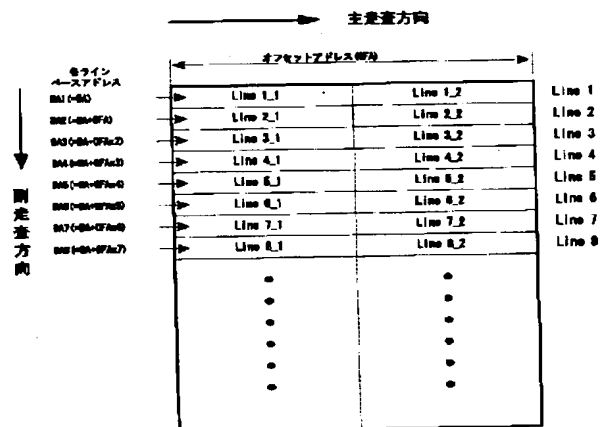 主走査方向
オフセットアドレス(OFA)
各ライン
ベースアドレス
BA1(=BA) Line 1_1 Line 1_2 Line 1
BA2(=BA+OFA) Line 2_1 Line 2_2 Line 2
BA3(=BA+OFAx2) Line 3_1 Line 3_2 Line 3
BA4(=BA+OFAx3) Line 4_1 Line 4_2 Line 4
BA5(=BA+OFAx4) Line 5_1 Line 5_2 Line 5
BA6(=BA+OFAx5) Line 6_1 Line 6_2 Line 6
BA7(=BA+OFAx6) Line 7_1 Line 7_2 Line 7
BA8(=BA+OFAx7) Line 8_1 Line 8_2 Line 8
副走査方向